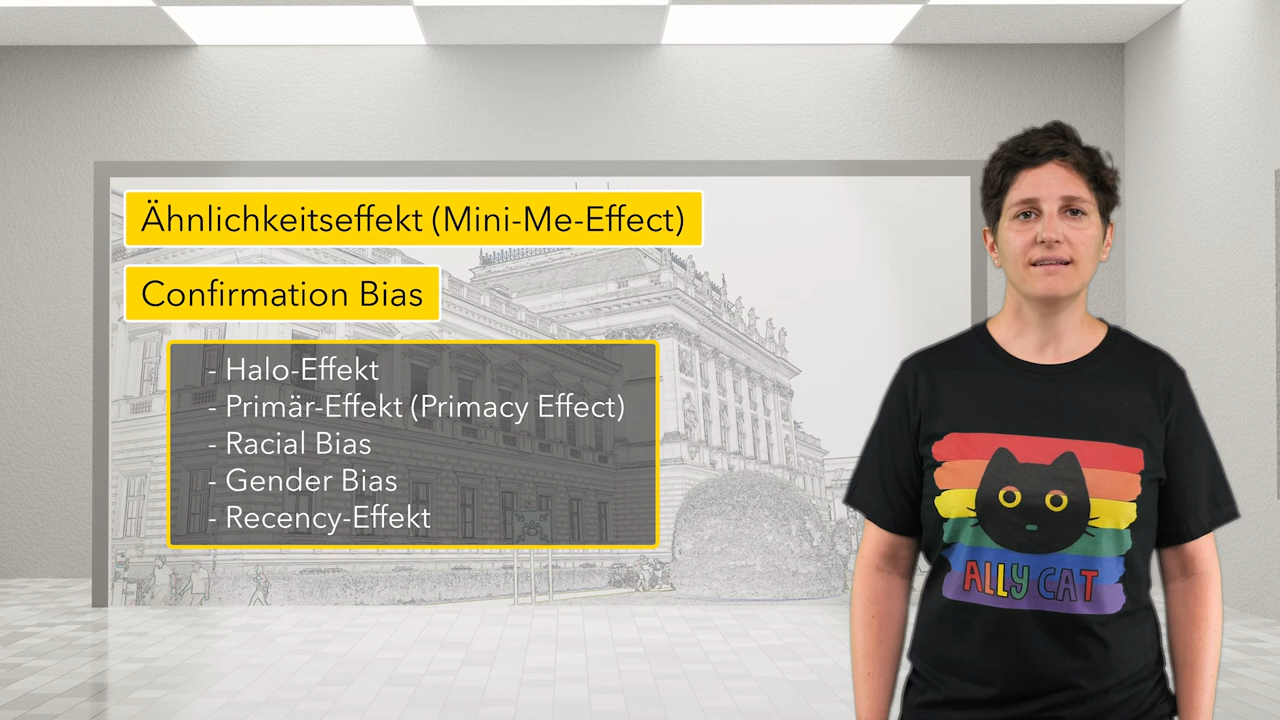 Ähnlichkeitseffekt (Mini-Me-Effect)
Confirmation Bias
- Halo-Effekt
- Primär-Effekt (Primacy Effect)
- Racial Bias
- Gender Bias
- Recency-Effekt
ALLY CAT